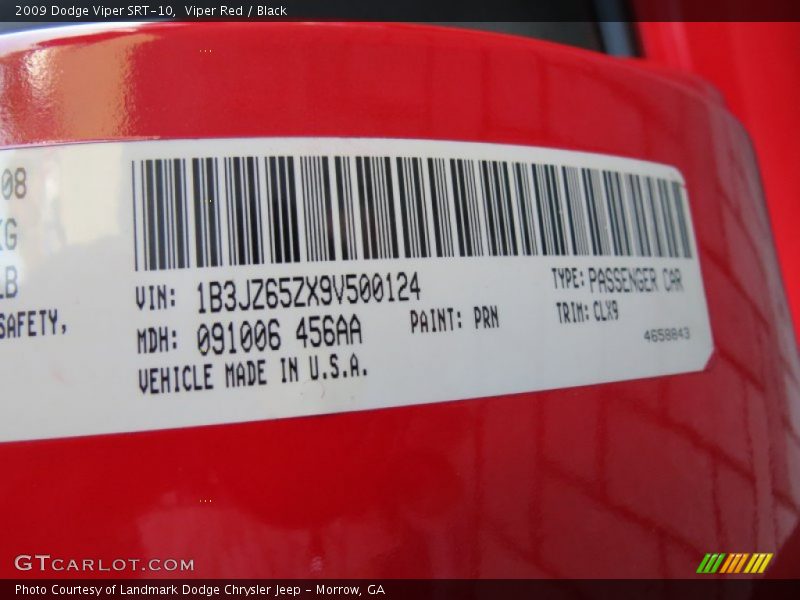 2009 Dodge Viper SRT-10,  Viper Red / Black
08
KG
LB
SAFETY,
VIN: 1B3JZ65ZX9V500124
TYPE: PASSENGER CAR
MDH: 091006 456AA
PAINT: PRN
TRIM: CLX9
4658843
VEHICLE MADE IN U.S.A.
GTCARLOT.COM
Photo Courtesy of Landmark Dodge Chrysler Jeep - Morrow, GA